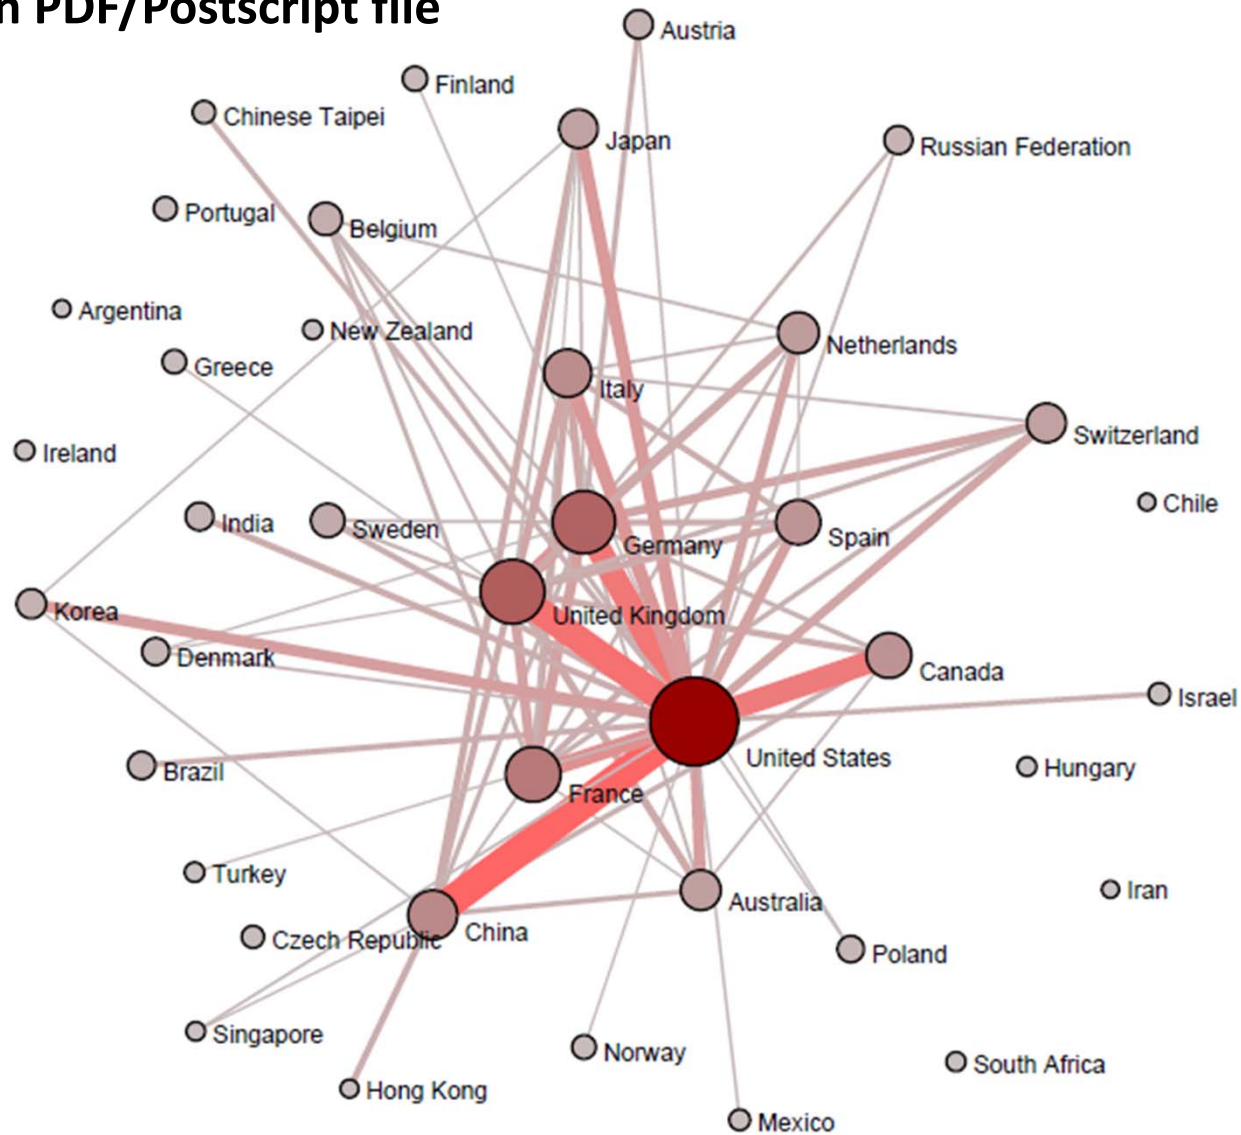 n PDF/Postscript file
Austria
Finland
Chinese Taipei
Japan
Russian Federation
Portugal
Belgium
Argentina
New Zealand
Netherlands
Greece
Italy
Switzerland
Ireland
Chile
India
Sweden
Spain
Germany
Korea
United Kingdom
Denmark
Canada
Israel
United States
Brazil
Hungary
France
Turkey
Iran
Australia
China
Czech Republic
Poland
Singapore
Norway
South Africa
Hong Kong
Mexico